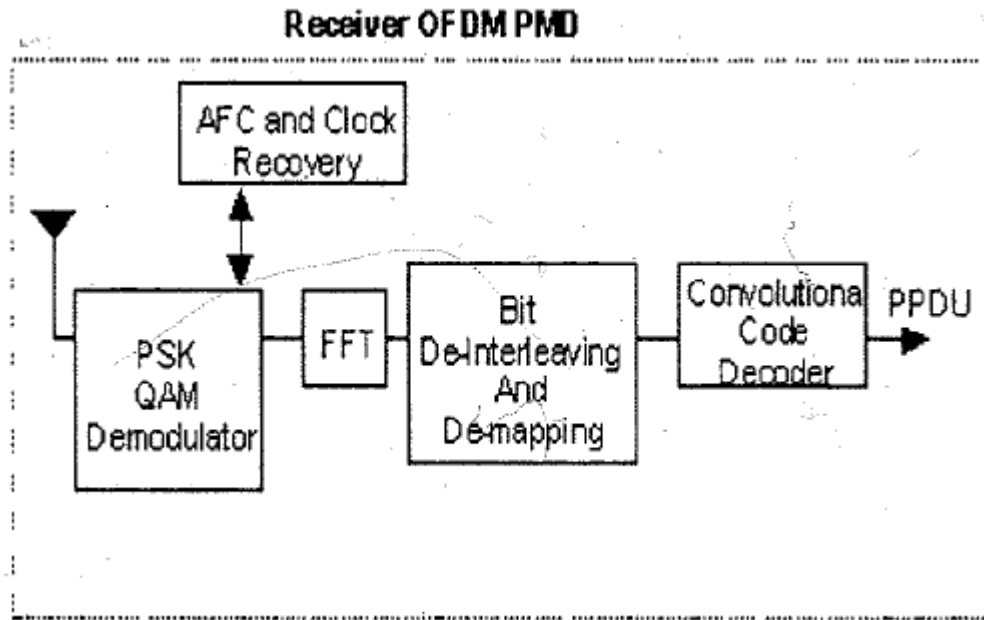 Receiver OFDM PMD
AFC and Clock
Recovery
PSK
QAM
Demodulator
FFT
Bit
De-Interleaving
And
De-mapping
Convolutiona
Code
Decoder
PPDU